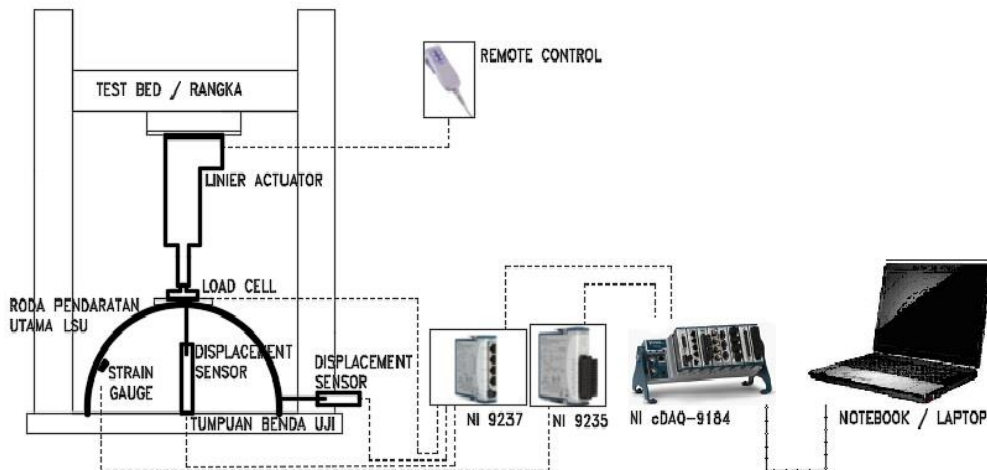 REMOTE CONTROL
TEST BED / RANGKA
LINIER ACTUATOR
LOAD CELL
RODA PENDARATAN
UTAMA LSU
DISPLACEMENT
SENSOR
STRAIN
GAUGE
DISPLACEMENT
SENSOR
TUMPUAN BENDA UJI
NI 9237
NI 9235
NI cDAQ-9184
NOTEBOOK / LAPTOP